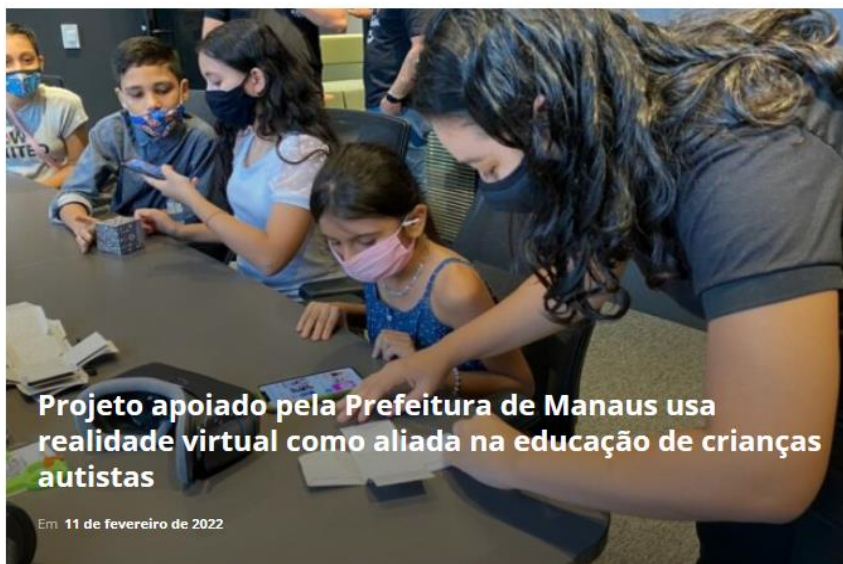 Projeto apoiado pela Prefeitura de Manaus usa
realidade virtual como aliada na educação de crianças
autistas
Em 11 de fevereiro de 2022